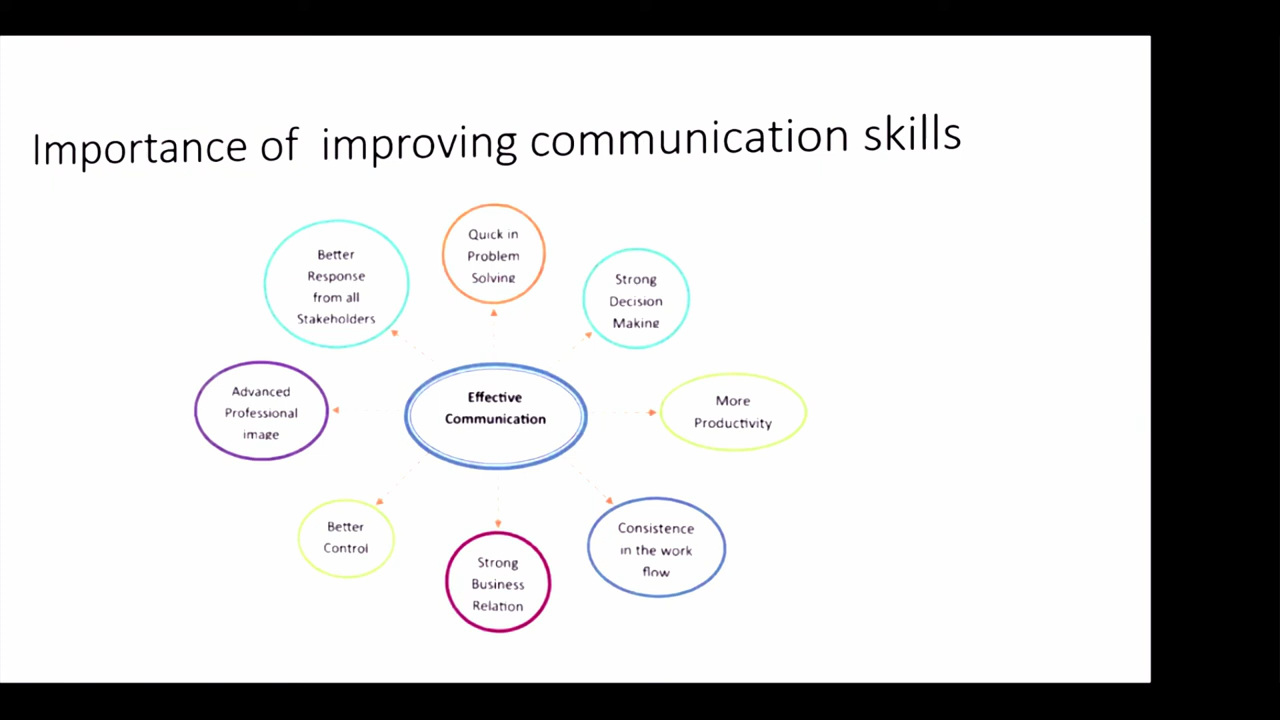 Importance of improving communication skills
Better
Response
from all
Stakeholders
Quick in
Problem
Solving
Strong
Decision
Making
Advanced
Professional
image
Effective
Communication
More
Productivity
Better
Control
Strong
Business
Relation
Consistence
in the work
flow